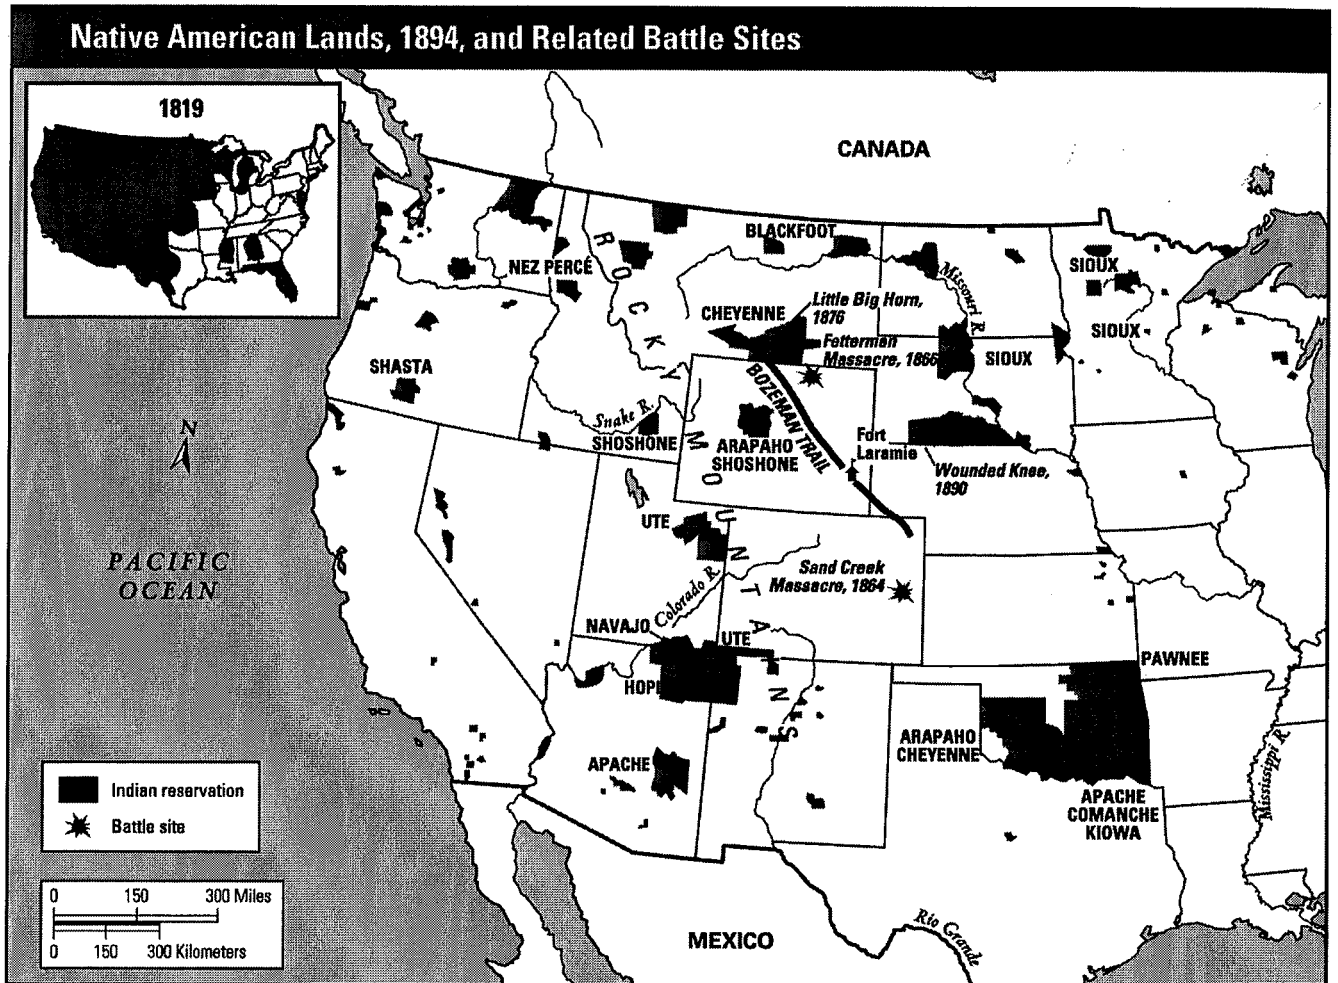 Native American Lands, 1894, and Related Battle Sites
1819
CANADA
ROCKY MOUNTAINS
BLACKFOOT
NEZ PERCÉ
SIOUX
Missouri R.
CHEYENNE
Little Big Horn,
1876
Fetterman
Massacre, 1866
SIOUX
SIOUX
SHASTA
BOZEMAN TRAIL
Snake R.
SHOSHONE
ARAPAHO
SHOSHONE
Fort
Laramie
Wounded Knee,
1890
N
UTE
PACIFIC
OCEAN
Colorado R.
Sand Creek
Massacre, 1864
NAVAJO
UTE
HOPI
PAWNEE
ARAPAHO
CHEYENNE
APACHE
APACHE
COMANCHE
KIOWA
Mississippi R.
Indian reservation
Battle site
0 150 300 Miles
0 150 300 Kilometers
MEXICO
Rio Grande